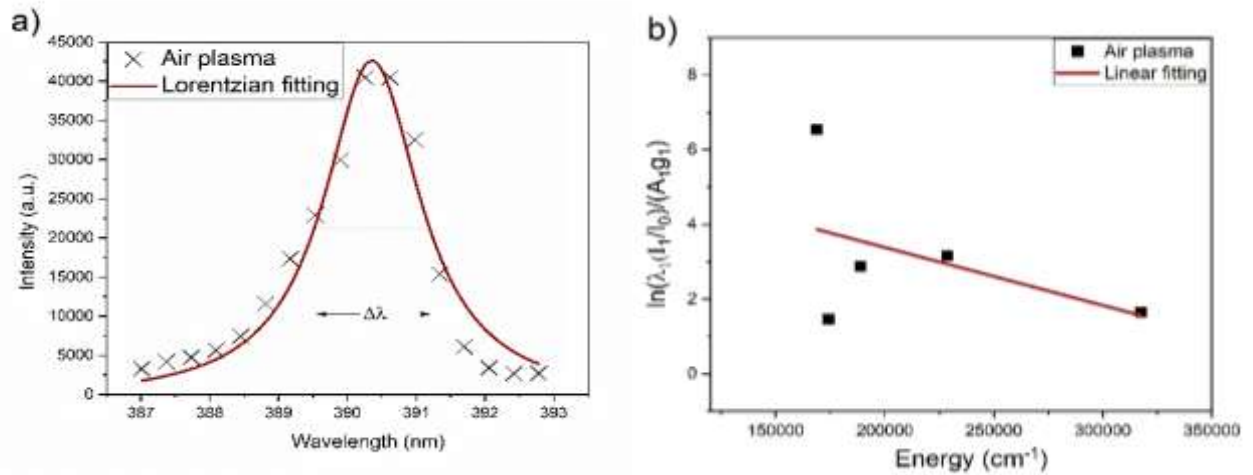 a)
45000
40000
35000
30000
25000
20000
15000
10000
5000
0
Intensity (a.u.)
× Air plasma
Lorentzian fitting
Δλ
387 388 389 390 391 392 393
Wavelength (nm)
b)
8
6
4
2
0
ln(λ₁(I₁/I₀)/(A₁g₁)
Air plasma
Linear fitting
150000 200000 250000 300000 350000
Energy (cm⁻¹)